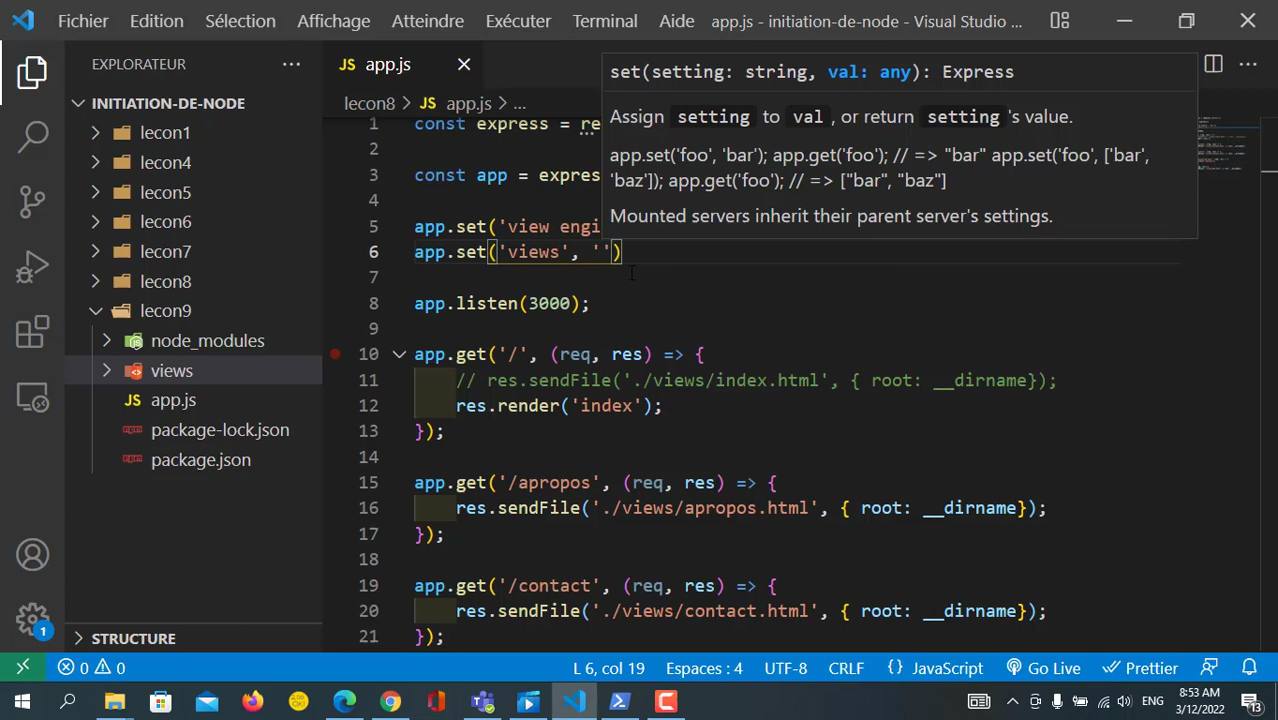 Fichier Edition Sélection Affichage Atteindre Exécuter Terminal Aide app.js - initiation-de-node - Visual Studio ...
EXPLORATEUR
INITIATION-DE-NODE
lecon1
lecon4
lecon5
lecon6
lecon7
lecon8
lecon9
node_modules
views
app.js
package-lock.json
package.json
STRUCTURE
JS app.js
lecon8 > JS app.js > ...
set(setting: string, val: any): Express
Assign setting to val, or return setting's value.
app.set('foo', 'bar'); app.get('foo'); // => "bar" app.set('foo', ['bar',
'baz']); app.get('foo'); // => ["bar", "baz"]
Mounted servers inherit their parent server's settings.
1 const express = re
2
3 const app = expres
4
5 app.set('view engi
6 app.set('views', '')
7
8 app.listen(3000);
9
10 app.get('/', (req, res) => {
11 // res.sendFile('./views/index.html', { root: __dirname});
12 res.render('index');
13 });
14
15 app.get('/apropos', (req, res) => {
16 res.sendFile('./views/apropos.html', { root: __dirname});
17 });
18
19 app.get('/contact', (req, res) => {
20 res.sendFile('./views/contact.html', { root: __dirname});
21 });
1
0 0 L 6, col 19 Espaces : 4 UTF-8 CRLF {} JavaScript Go Live Prettier
ENG 8:53 AM
3/12/2022 13